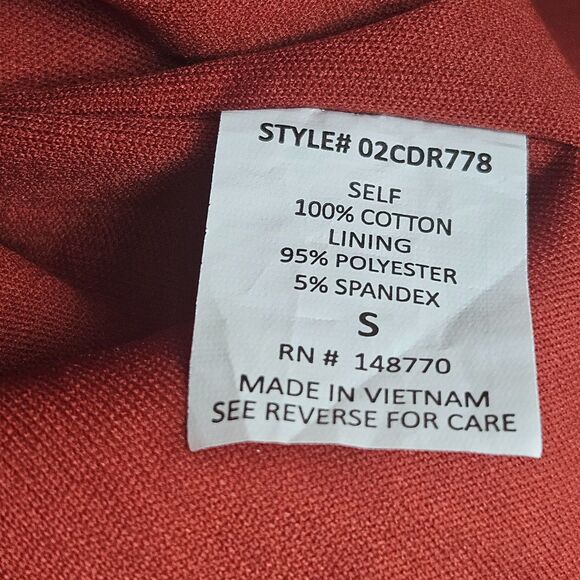 STYLE# 02CDR778
SELF
100% COTTON
LINING
95% POLYESTER
5% SPANDEX
S
RN # 148770
MADE IN VIETNAM
SEE REVERSE FOR CARE